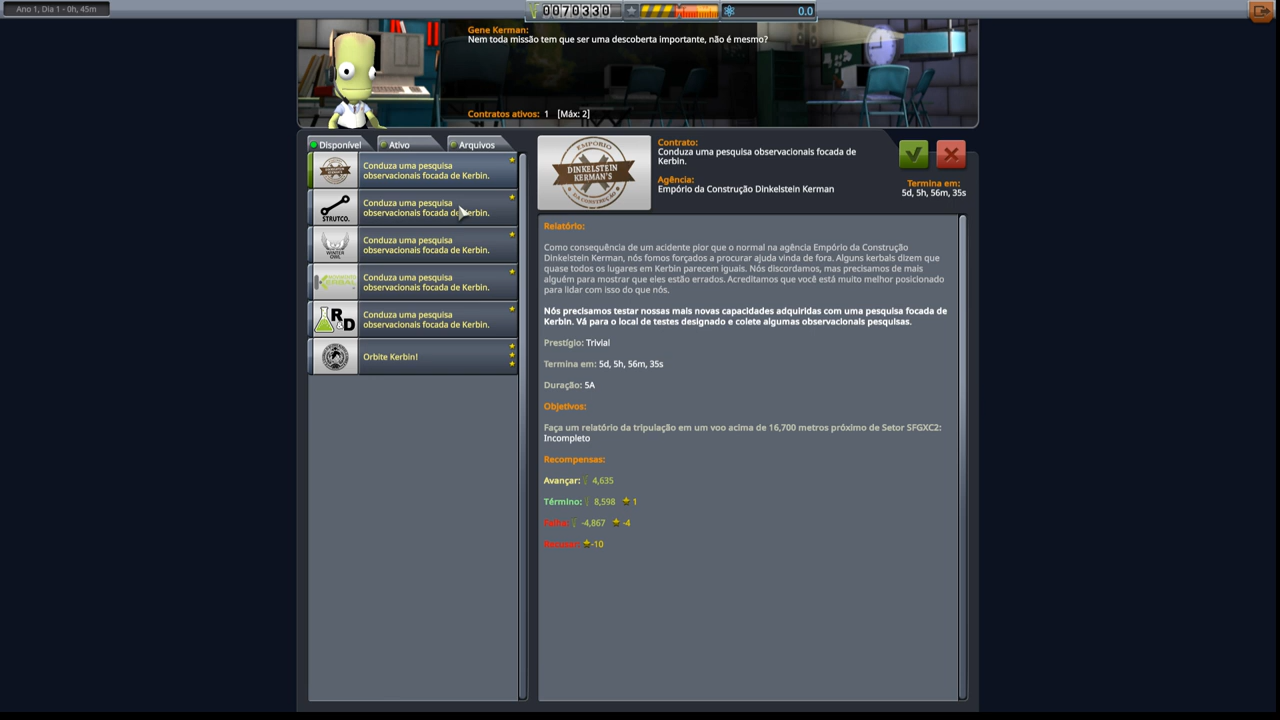 Ano 1, Dia 1 - 0h, 45m
0070330
0.0
Gene Kerman:
Nem toda missão tem que ser uma descoberta importante, não é mesmo?
Contratos ativos: 1 [Máx: 2]
Disponível
Ativo
Arquivos
Conduza uma pesquisa
observacionais focada de Kerbin.
STRUTCO.
Conduza uma pesquisa
observacionais focada de Kerbin.
WINTER
OWL
Conduza uma pesquisa
observacionais focada de Kerbin.
Conduza uma pesquisa
observacionais focada de Kerbin.
R&D
Conduza uma pesquisa
observacionais focada de Kerbin.
Orbite Kerbin!
EMPÓRIO
DINKELSTEIN
KERMAN'S
DA CONSTRUÇÃO
Contrato:
Conduza uma pesquisa observacionais focada de
Kerbin.
Agência:
Empório da Construção Dinkelstein Kerman
Termina em:
5d, 5h, 56m, 35s
Relatório:
Como consequência de um acidente pior que o normal na agência Empório da Construção
Dinkelstein Kerman, nós fomos forçados a procurar ajuda vinda de fora. Alguns kerbals dizem que
quase todos os lugares em Kerbin parecem iguais. Nós discordamos, mas precisamos de mais
alguém para mostrar que eles estão errados. Acreditamos que você está muito melhor posicionado
para lidar com isso do que nós.
Nós precisamos testar nossas mais novas capacidades adquiridas com uma pesquisa focada de
Kerbin. Vá para o local de testes designado e colete algumas observacionais pesquisas.
Prestígio: Trivial
Termina em: 5d, 5h, 56m, 35s
Duração: 5A
Objetivos:
Faça um relatório da tripulação em um voo acima de 16,700 metros próximo de Setor SFGXC2:
Incompleto
Recompensas:
Avançar: 4,635
Término: 8,598 1
Falha: -4,867 -4
Recusar: -10